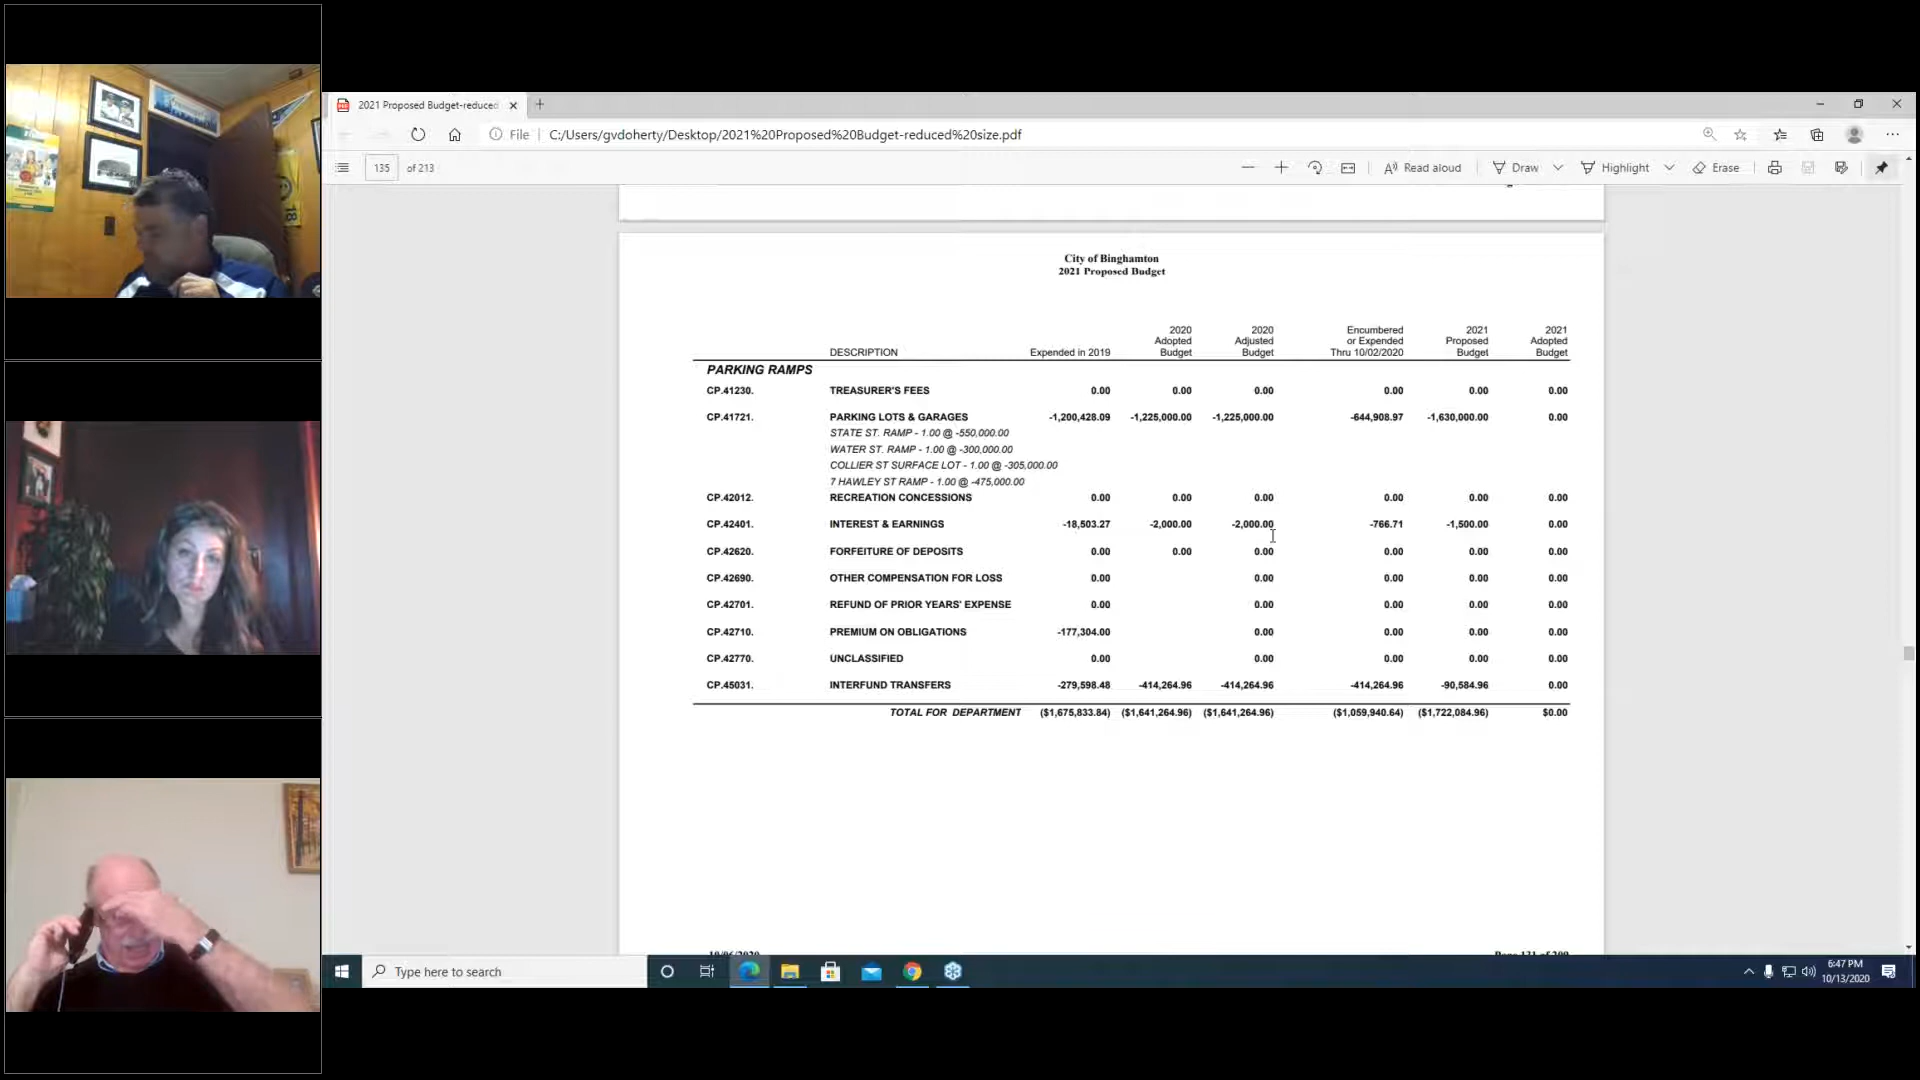 2021 Proposed Budget-reduced
File C:/Users/gvdoherty/Desktop/2021%20Proposed%20Budget-reduced%20size.pdf
135 of 213 Read aloud Draw Highlight Erase
City of Binghamton
2021 Proposed Budget
DESCRIPTION Expended in 2019 2020 Adopted Budget 2020 Adjusted Budget Encumbered or Expended Thru 10/02/2020 2021 Proposed Budget 2021 Adopted Budget
PARKING RAMPS
CP.41230. TREASURER'S FEES 0.00 0.00 0.00 0.00 0.00 0.00
CP.41721. PARKING LOTS & GARAGES -1,200,428.09 -1,225,000.00 -1,225,000.00 -644,908.97 -1,630,000.00 0.00
STATE ST. RAMP - 1.00 @ -550,000.00
WATER ST. RAMP - 1.00 @ -300,000.00
COLLIER ST SURFACE LOT - 1.00 @ -305,000.00
7 HAWLEY ST RAMP - 1.00 @ -475,000.00
CP.42012. RECREATION CONCESSIONS 0.00 0.00 0.00 0.00 0.00 0.00
CP.42401. INTEREST & EARNINGS -18,503.27 -2,000.00 -2,000.00 -766.71 -1,500.00 0.00
CP.42620. FORFEITURE OF DEPOSITS 0.00 0.00 0.00 0.00 0.00 0.00
CP.42690. OTHER COMPENSATION FOR LOSS 0.00 0.00 0.00 0.00 0.00
CP.42701. REFUND OF PRIOR YEARS' EXPENSE 0.00 0.00 0.00 0.00 0.00
CP.42710. PREMIUM ON OBLIGATIONS -177,304.00 0.00 0.00 0.00 0.00
CP.42770. UNCLASSIFIED 0.00 0.00 0.00 0.00 0.00
CP.45031. INTERFUND TRANSFERS -279,598.48 -414,264.96 -414,264.96 -414,264.96 -90,584.96 0.00
TOTAL FOR DEPARTMENT ($1,675,833.84) ($1,641,264.96) ($1,641,264.96) ($1,059,940.64) ($1,722,084.96) $0.00
Type here to search
6:47 PM
10/13/2020